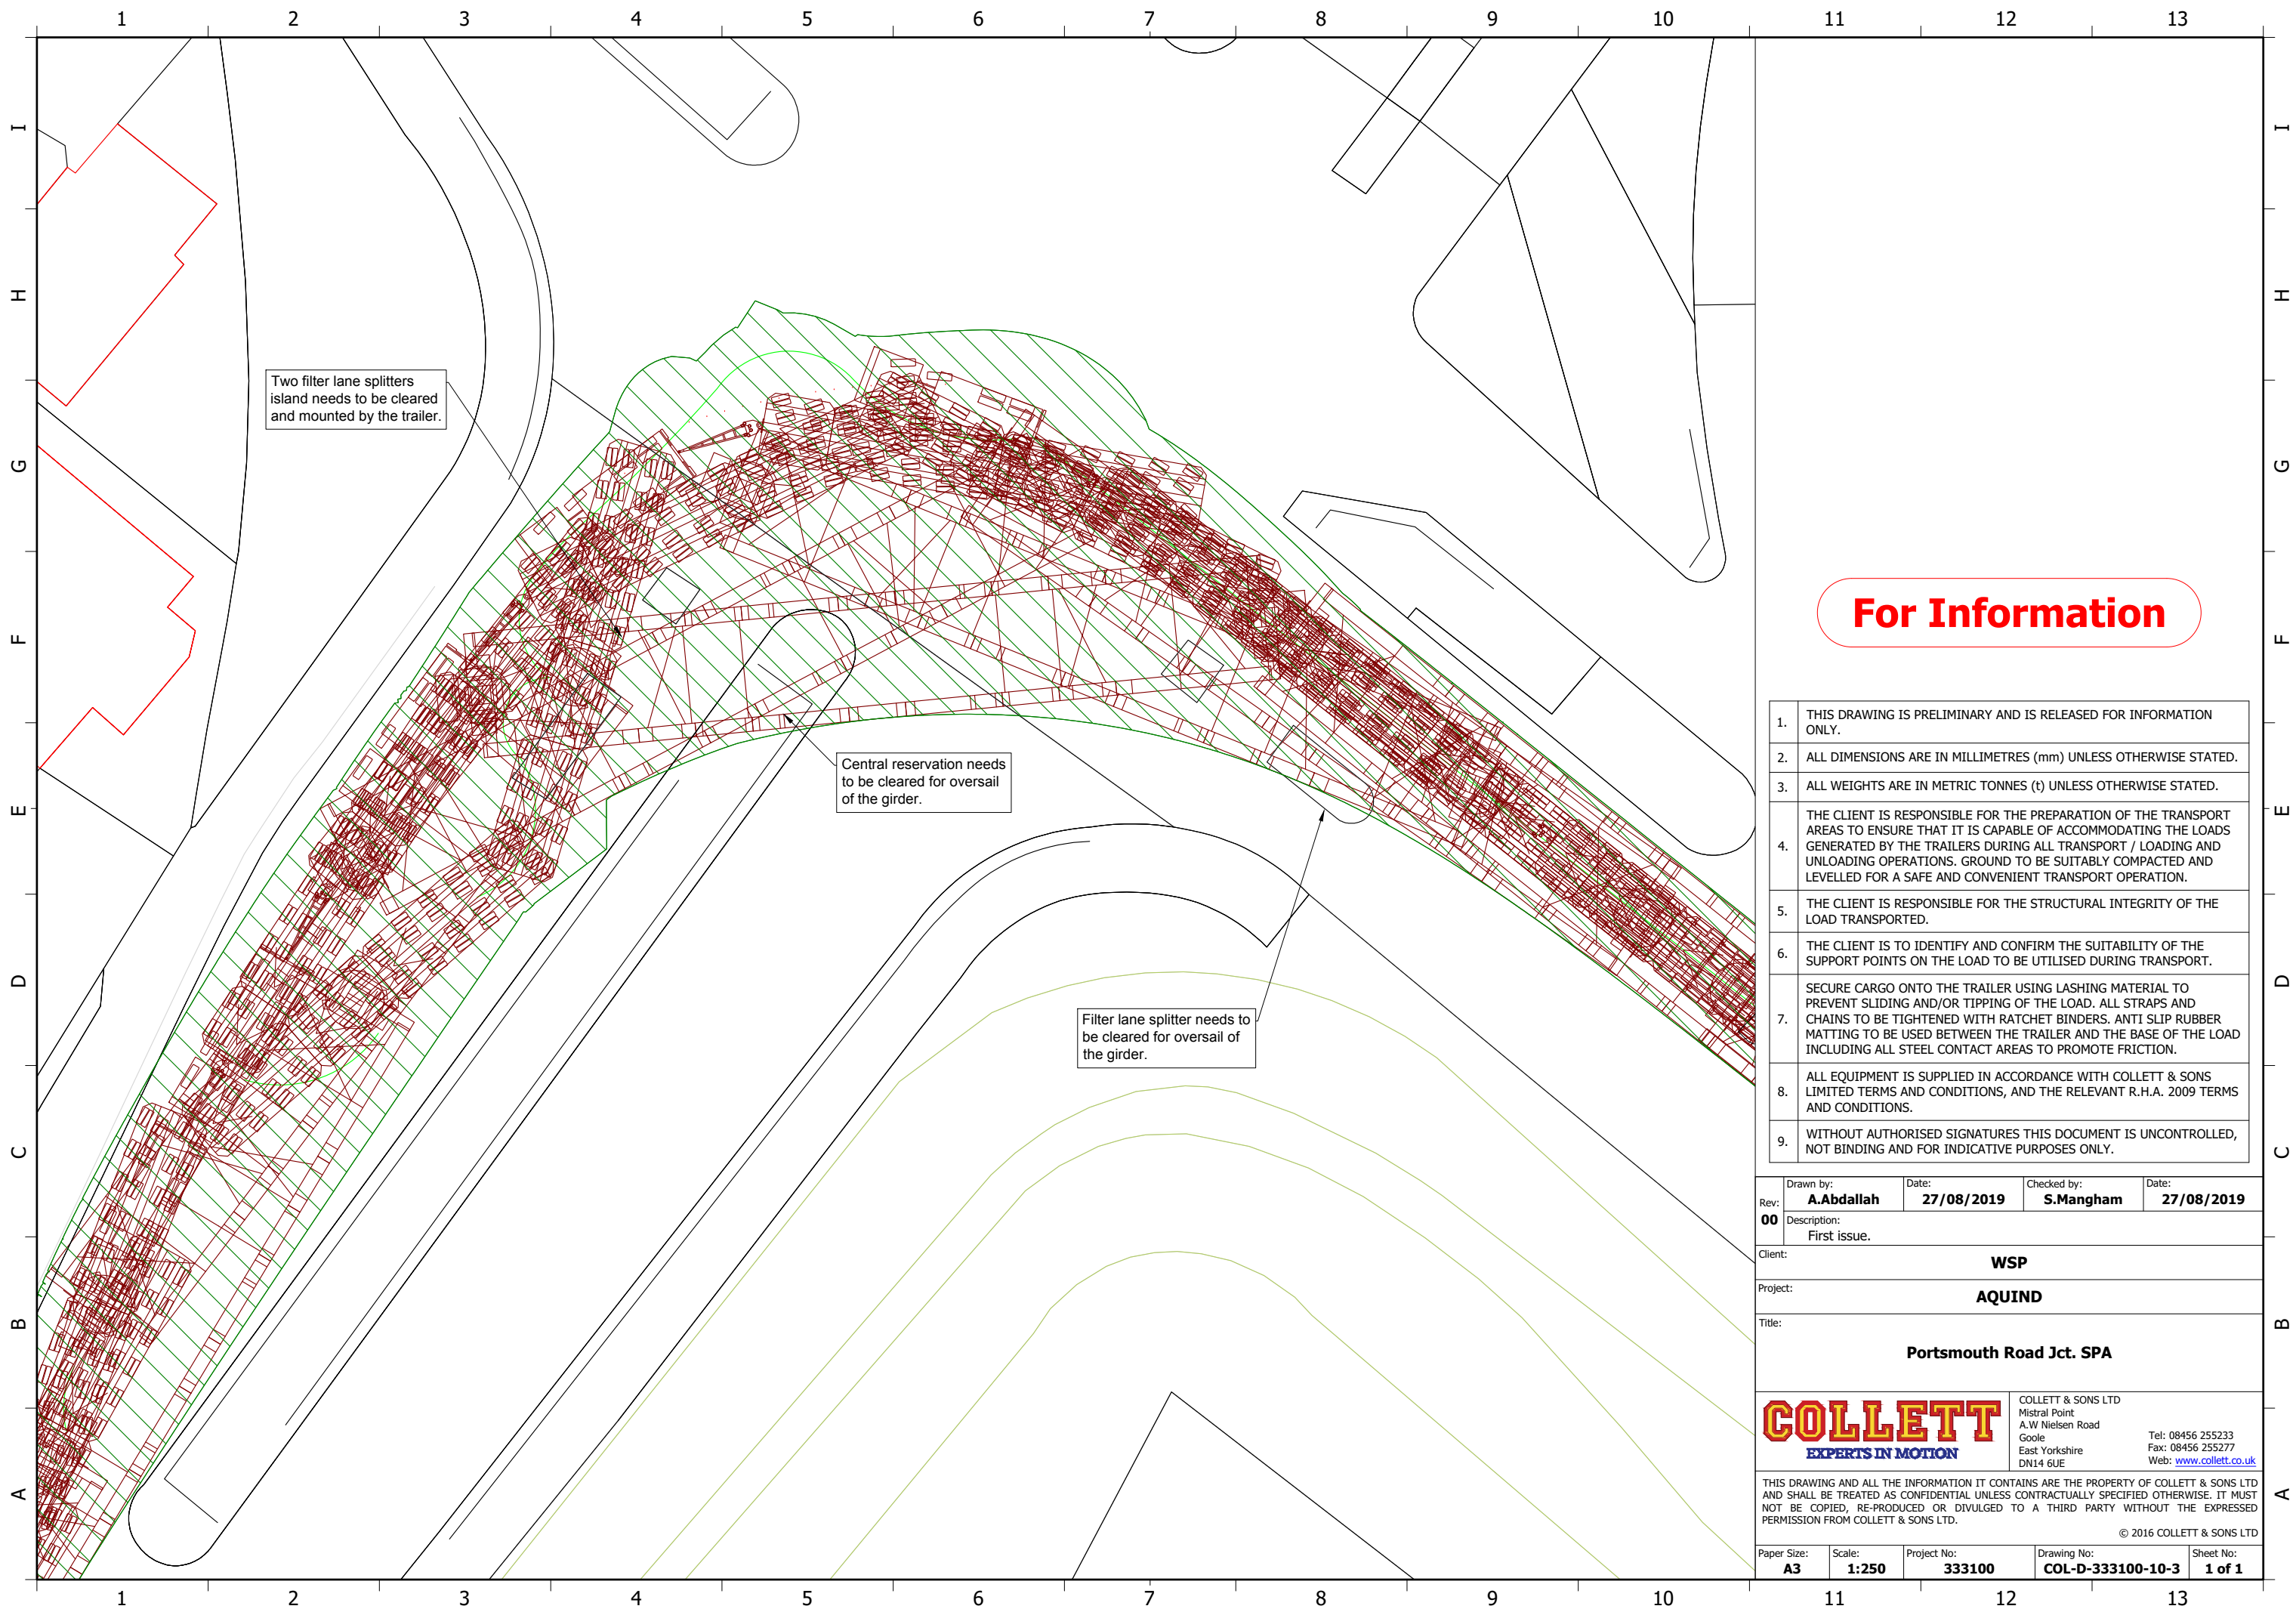 1 2 3 4 5 6 7 8 9 10 11 12 13
I I
H H
G G
F F
E E
D D
C C
B B
A A
Two filter lane splitters
island needs to be cleared
and mounted by the trailer.
Central reservation needs
to be cleared for oversail
of the girder.
Filter lane splitter needs to
be cleared for oversail of
the girder.
For Information
1. THIS DRAWING IS PRELIMINARY AND IS RELEASED FOR INFORMATION
ONLY.
2. ALL DIMENSIONS ARE IN MILLIMETRES (mm) UNLESS OTHERWISE STATED.
3. ALL WEIGHTS ARE IN METRIC TONNES (t) UNLESS OTHERWISE STATED.
4. THE CLIENT IS RESPONSIBLE FOR THE PREPARATION OF THE TRANSPORT
AREAS TO ENSURE THAT IT IS CAPABLE OF ACCOMMODATING THE LOADS
GENERATED BY THE TRAILERS DURING ALL TRANSPORT / LOADING AND
UNLOADING OPERATIONS. GROUND TO BE SUITABLY COMPACTED AND
LEVELLED FOR A SAFE AND CONVENIENT TRANSPORT OPERATION.
5. THE CLIENT IS RESPONSIBLE FOR THE STRUCTURAL INTEGRITY OF THE
LOAD TRANSPORTED.
6. THE CLIENT IS TO IDENTIFY AND CONFIRM THE SUITABILITY OF THE
SUPPORT POINTS ON THE LOAD TO BE UTILISED DURING TRANSPORT.
7. SECURE CARGO ONTO THE TRAILER USING LASHING MATERIAL TO
PREVENT SLIDING AND/OR TIPPING OF THE LOAD. ALL STRAPS AND
CHAINS TO BE TIGHTENED WITH RATCHET BINDERS. ANTI SLIP RUBBER
MATTING TO BE USED BETWEEN THE TRAILER AND THE BASE OF THE LOAD
INCLUDING ALL STEEL CONTACT AREAS TO PROMOTE FRICTION.
8. ALL EQUIPMENT IS SUPPLIED IN ACCORDANCE WITH COLLETT & SONS
LIMITED TERMS AND CONDITIONS, AND THE RELEVANT R.H.A. 2009 TERMS
AND CONDITIONS.
9. WITHOUT AUTHORISED SIGNATURES THIS DOCUMENT IS UNCONTROLLED,
NOT BINDING AND FOR INDICATIVE PURPOSES ONLY.
Rev: Drawn by: Date: Checked by: Date:
A.Abdallah 27/08/2019 S.Mangham 27/08/2019
00 Description:
First issue.
Client:
WSP
Project:
AQUIND
Title:
Portsmouth Road Jct. SPA
COLLETT
EXPERTS IN MOTION
COLLETT & SONS LTD
Mistral Point
A.W Nielsen Road
Goole
East Yorkshire
DN14 6UE
Tel: 08456 255233
Fax: 08456 255277
Web: www.collett.co.uk
THIS DRAWING AND ALL THE INFORMATION IT CONTAINS ARE THE PROPERTY OF COLLETT & SONS LTD
AND SHALL BE TREATED AS CONFIDENTIAL UNLESS CONTRACTUALLY SPECIFIED OTHERWISE. IT MUST
NOT BE COPIED, RE-PRODUCED OR DIVULGED TO A THIRD PARTY WITHOUT THE EXPRESSED
PERMISSION FROM COLLETT & SONS LTD.
© 2016 COLLETT & SONS LTD
Paper Size: Scale: Project No: Drawing No: Sheet No:
A3 1:250 333100 COL-D-333100-10-3 1 of 1
1 2 3 4 5 6 7 8 9 10 11 12 13